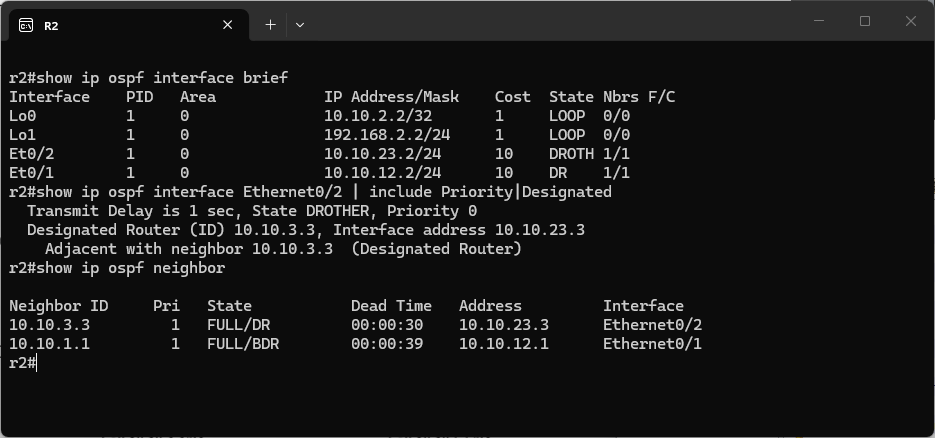 R2
r2#show ip ospf interface brief
Interface    PID   Area            IP Address/Mask    Cost  State Nbrs F/C
Lo0          1     0               10.10.2.2/32       1     LOOP  0/0
Lo1          1     0               192.168.2.2/24     1     LOOP  0/0
Et0/2        1     0               10.10.23.2/24      10    DROTH 1/1
Et0/1        1     0               10.10.12.2/24      10    DR    1/1
r2#show ip ospf interface Ethernet0/2 | include Priority|Designated
  Transmit Delay is 1 sec, State DROTHER, Priority 0
  Designated Router (ID) 10.10.3.3, Interface address 10.10.23.3
    Adjacent with neighbor 10.10.3.3  (Designated Router)
r2#show ip ospf neighbor
Neighbor ID     Pri   State           Dead Time   Address         Interface
10.10.3.3         1   FULL/DR         00:00:30    10.10.23.3      Ethernet0/2
10.10.1.1         1   FULL/BDR        00:00:39    10.10.12.1      Ethernet0/1
r2#